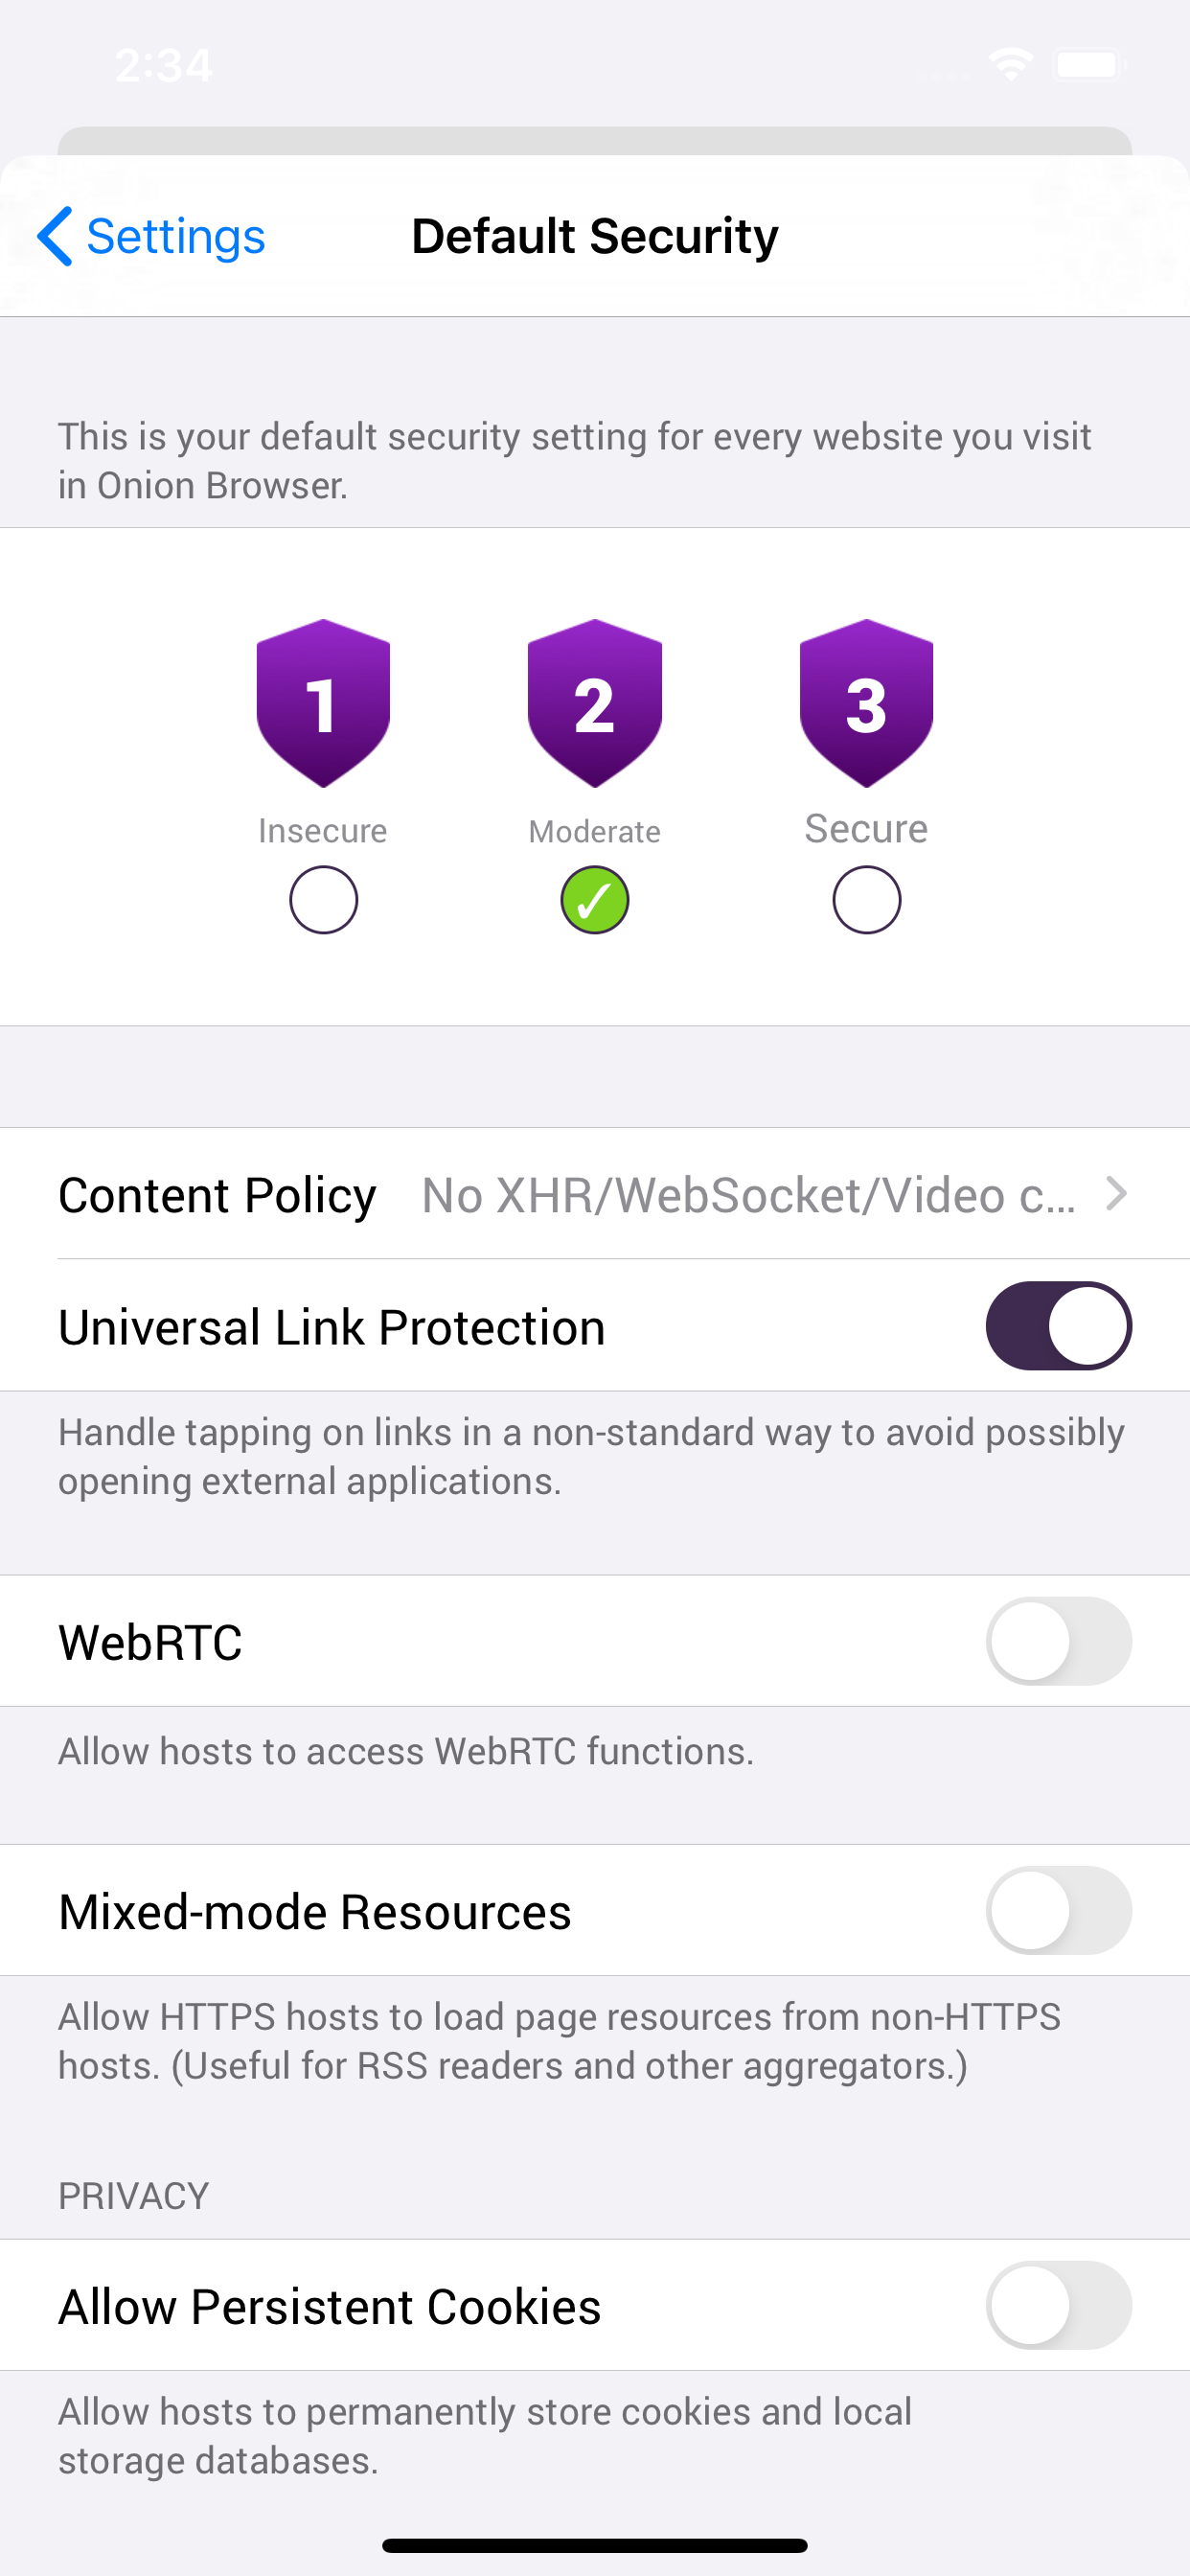 2:34
Settings
Default Security
This is your default security setting for every website you visit
in Onion Browser.
1
2
3
Insecure
Moderate
Secure
✓
Content Policy No XHR/WebSocket/Video c...
Universal Link Protection
Handle tapping on links in a non-standard way to avoid possibly
opening external applications.
WebRTC
Allow hosts to access WebRTC functions.
Mixed-mode Resources
Allow HTTPS hosts to load page resources from non-HTTPS
hosts. (Useful for RSS readers and other aggregators.)
PRIVACY
Allow Persistent Cookies
Allow hosts to permanently store cookies and local
storage databases.